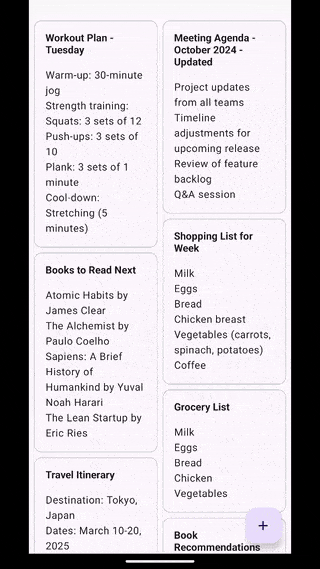 Workout Plan -
Tuesday
Warm-up: 30-minute
jog
Strength training:
Squats: 3 sets of 12
Push-ups: 3 sets of
10
Plank: 3 sets of 1
minute
Cool-down:
Stretching (5
minutes)
Books to Read Next
Atomic Habits by
James Clear
The Alchemist by
Paulo Coelho
Sapiens: A Brief
History of
Humankind by Yuval
Noah Harari
The Lean Startup by
Eric Ries
Travel Itinerary
Destination: Tokyo,
Japan
Dates: March 10-20,
2025
Meeting Agenda -
October 2024 -
Updated
Project updates
from all teams
Timeline
adjustments for
upcoming release
Review of feature
backlog
Q&A session
Shopping List for
Week
Milk
Eggs
Bread
Chicken breast
Vegetables (carrots,
spinach, potatoes)
Coffee
Grocery List
Milk
Eggs
Bread
Chicken
Vegetables
Book
Recommendations
+